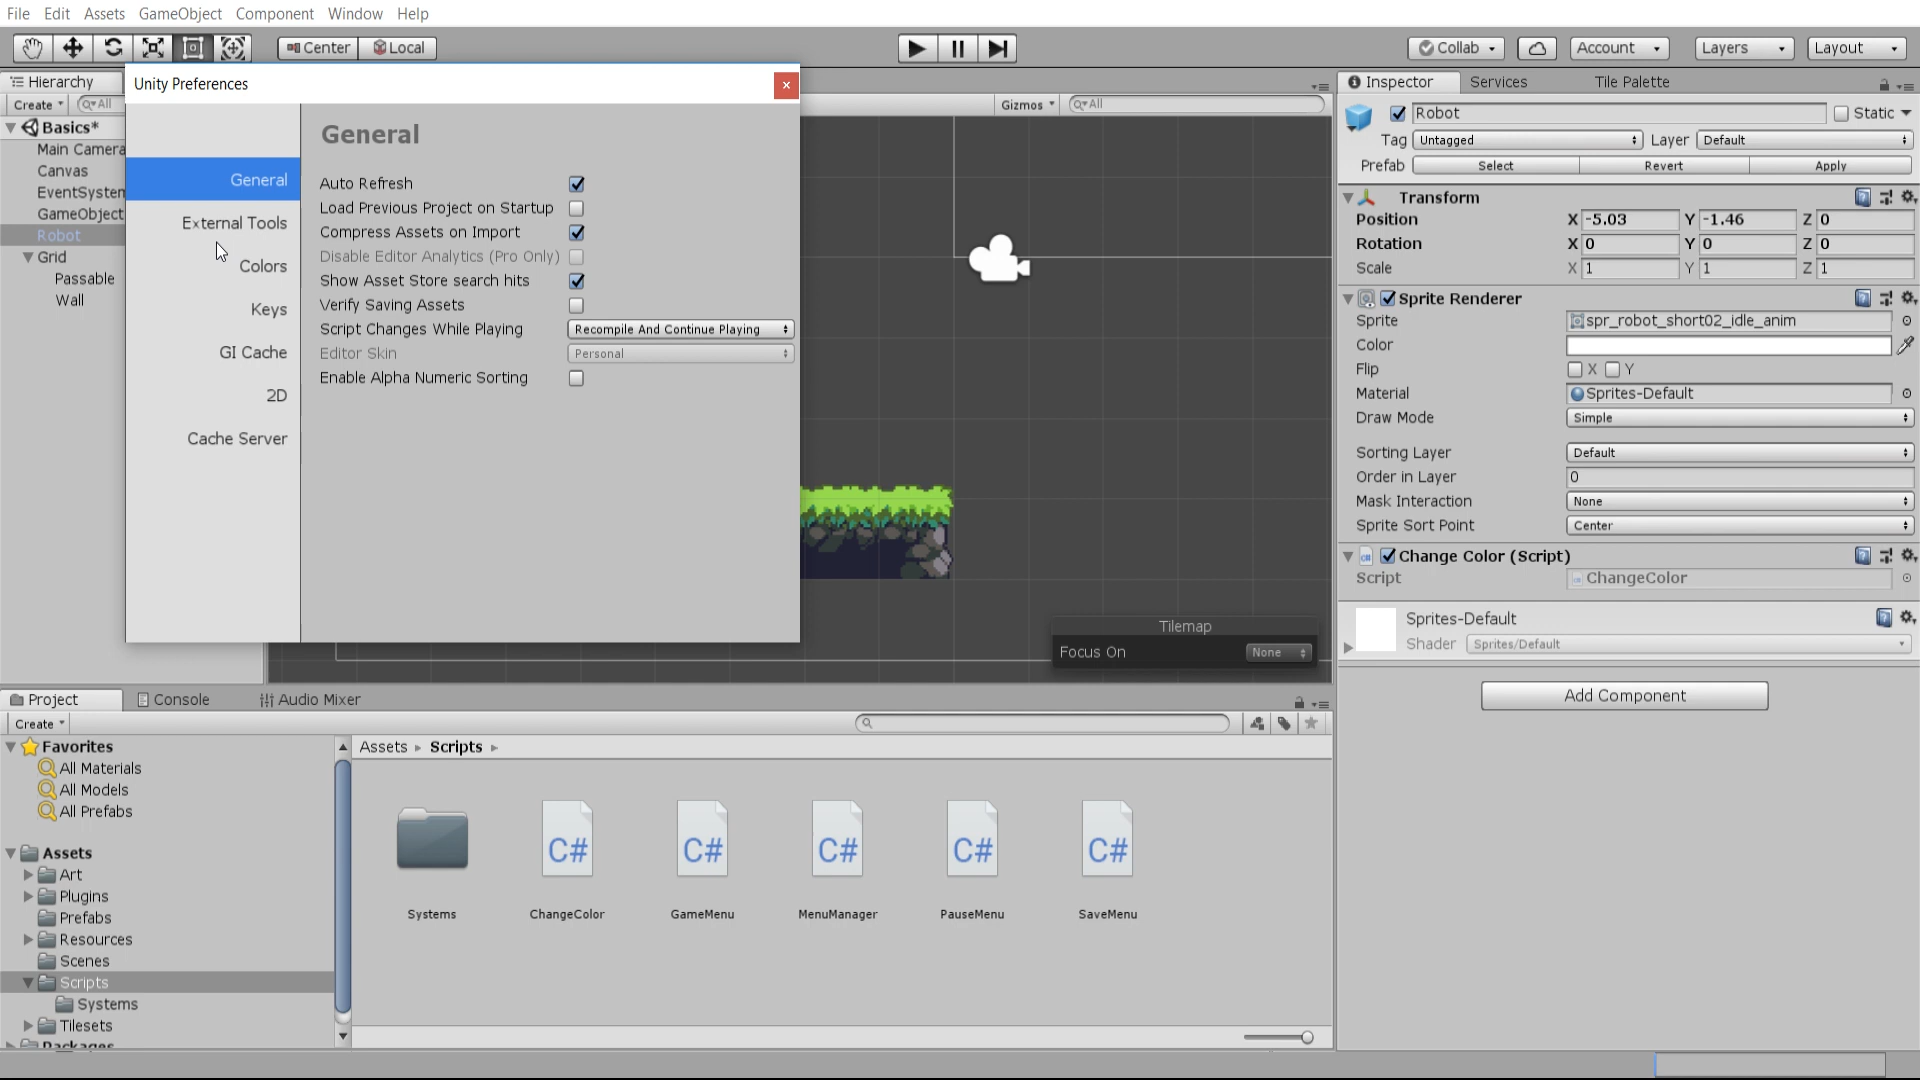 File Edit Assets GameObject Component Window Help
Center Local
Collab Account Layers Layout
Hierarchy
Create All
Basics*
Main Camera
Canvas
EventSystem
GameObject
Robot
Grid
Passable
Wall
Unity Preferences
General
External Tools
Colors
Keys
GI Cache
2D
Cache Server
General
Auto Refresh
Load Previous Project on Startup
Compress Assets on Import
Disable Editor Analytics (Pro Only)
Show Asset Store search hits
Verify Saving Assets
Script Changes While Playing Recompile And Continue Playing
Editor Skin Personal
Enable Alpha Numeric Sorting
Gizmos All
Tilemap
Focus On None
Inspector Services Tile Palette
Robot Static
Tag Untagged Layer Default
Prefab Select Revert Apply
Transform
Position X -5.03 Y -1.46 Z 0
Rotation X 0 Y 0 Z 0
Scale X 1 Y 1 Z 1
Sprite Renderer
Sprite spr_robot_short02_idle_anim
Color
Flip X Y
Material Sprites-Default
Draw Mode Simple
Sorting Layer Default
Order in Layer 0
Mask Interaction None
Sprite Sort Point Center
Change Color (Script)
Script ChangeColor
Sprites-Default
Shader Sprites/Default
Add Component
Project Console Audio Mixer
Create
Favorites
All Materials
All Models
All Prefabs
Assets
Art
Plugins
Prefabs
Resources
Scenes
Scripts
Systems
Tilesets
Packages
Assets Scripts
C# C# C# C# C#
Systems ChangeColor GameMenu MenuManager PauseMenu SaveMenu